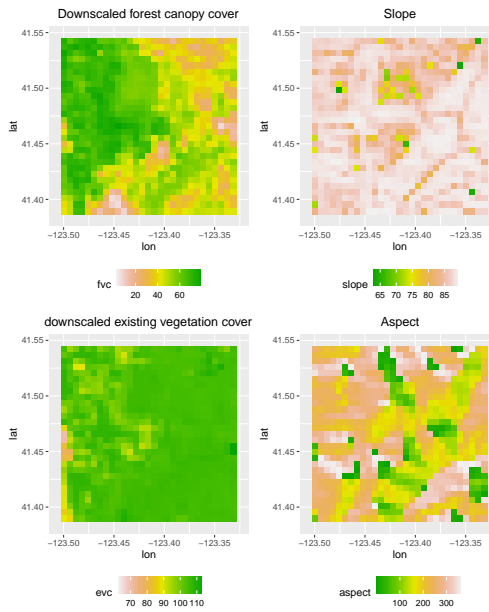 Downscaled forest canopy cover
Slope
41.55
41.50
41.45
41.40
lat
−123.50 −123.45 −123.40 −123.35
lon
fvc
20 40 60
41.55
41.50
41.45
41.40
lat
−123.50 −123.45 −123.40 −123.35
lon
slope
65 70 75 80 85
downscaled existing vegetation cover
Aspect
41.55
41.50
41.45
41.40
lat
−123.50 −123.45 −123.40 −123.35
lon
evc
70 80 90 100 110
41.55
41.50
41.45
41.40
lat
−123.50 −123.45 −123.40 −123.35
lon
aspect
100 200 300